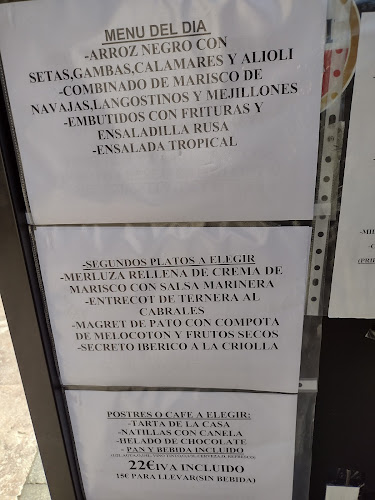 MENU DEL DIA
-ARROZ NEGRO CON
SETAS,GAMBAS,CALAMARES Y ALIOLI
-COMBINADO DE MARISCO DE
NAVAJAS,LANGOSTINOS Y MEJILLONES
-EMBUTIDOS CON FRITURAS Y
ENSALADILLA RUSA
-ENSALADA TROPICAL
-SEGUNDOS PLATOS A ELEGIR
-MERLUZA RELLENA DE CREMA DE
MARISCO CON SALSA MARINERA
-ENTRECOT DE TERNERA AL
CABRALES
-MAGRET DE PATO CON COMPOTA
DE MELOCOTON Y FRUTOS SECOS
-SECRETO IBERICO A LA CRIOLLA
POSTRES O CAFE A ELEGIR:
-TARTA DE LA CASA
-NATILLAS CON CANELA
-HELADO DE CHOCOLATE
- PAN Y BEBIDA INCLUIDO
22€IVA INCLUIDO
15€ PARA LLEVAR(SIN BEBIDA)